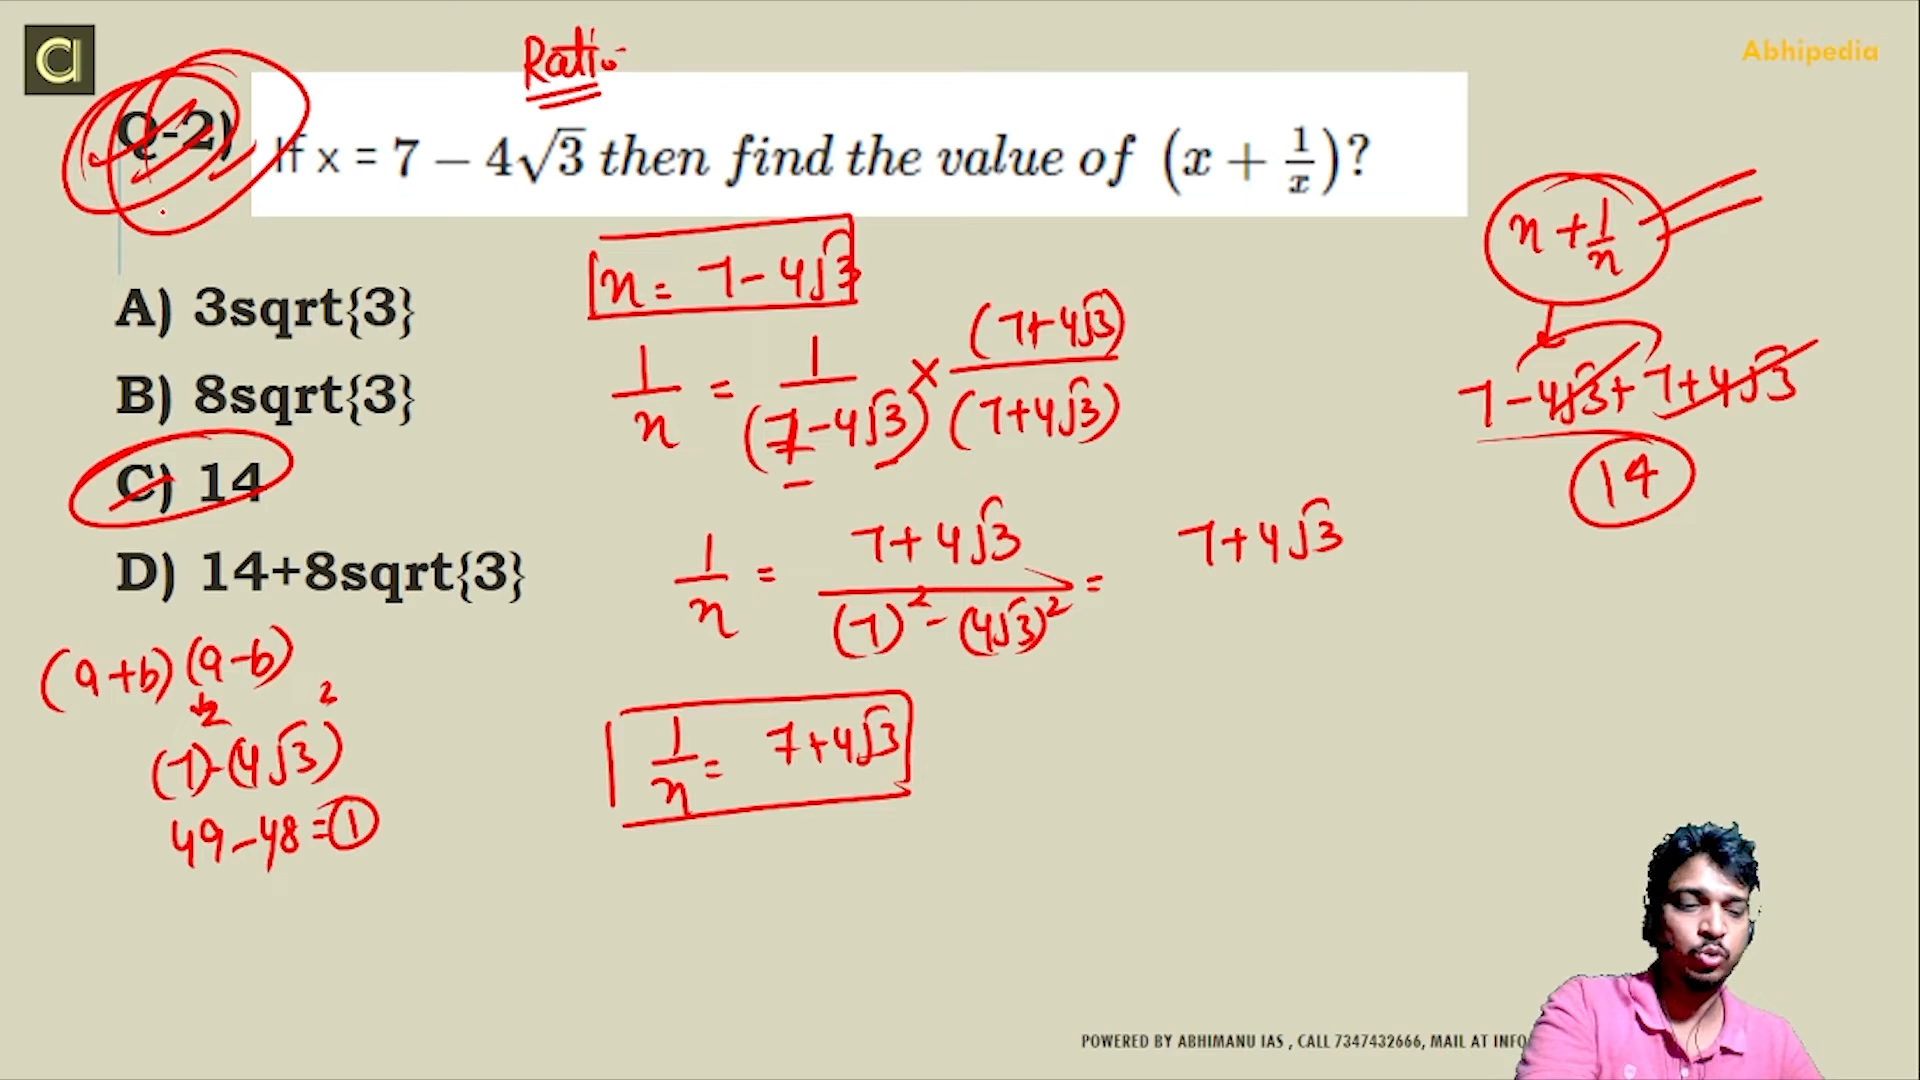 Abhipedia
Rati
Q-2) If x = 7 − 4√3 then find the value of (x + 1/x)?
A) 3sqrt{3}
B) 8sqrt{3}
C) 14
D) 14+8sqrt{3}
x = 7-4√3
1/x = 1/(7-4√3) × (7+4√3)/(7+4√3)
1/x = 7+4√3/(7)²-(4√3)² = 7+4√3
1/x = 7+4√3
(a+b)(a-b)
(7)²-(4√3)²
49-48=1
x+1/x =
7-4√3+7+4√3
14
POWERED BY ABHIMANU IAS , CALL 7347432666, MAIL AT INFO